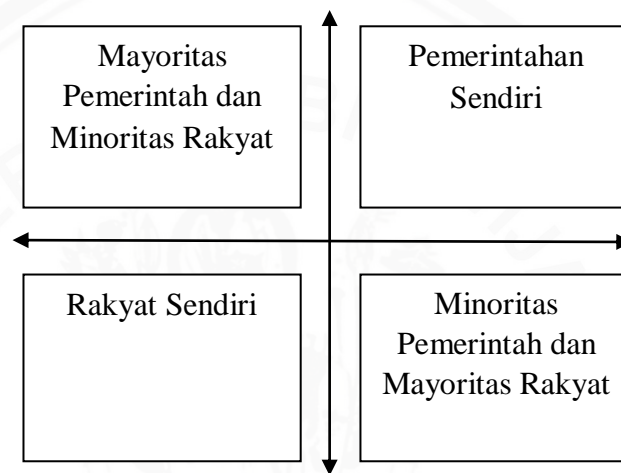 Mayoritas
Pemerintah dan
Minoritas Rakyat
Pemerintahan
Sendiri
Rakyat Sendiri
Minoritas
Pemerintah dan
Mayoritas Rakyat